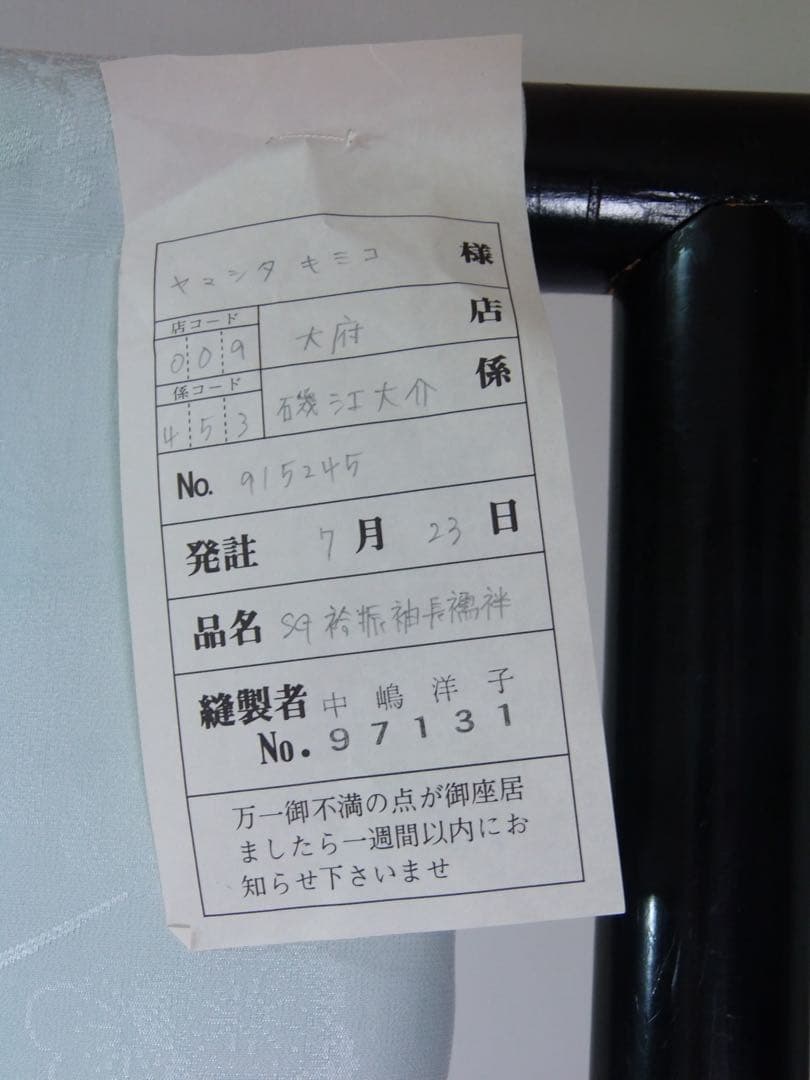 ヤマシタ キミコ 様
店コード
009 大府 店
係コード
453 磯江大介 係
No. 915245
発註 7月23日
品名 SG袷振袖長襦袢
縫製者 中嶋洋子
No. 97131
万一御不満の点が御座居
ましたら一週間以内にお
知らせ下さいませ